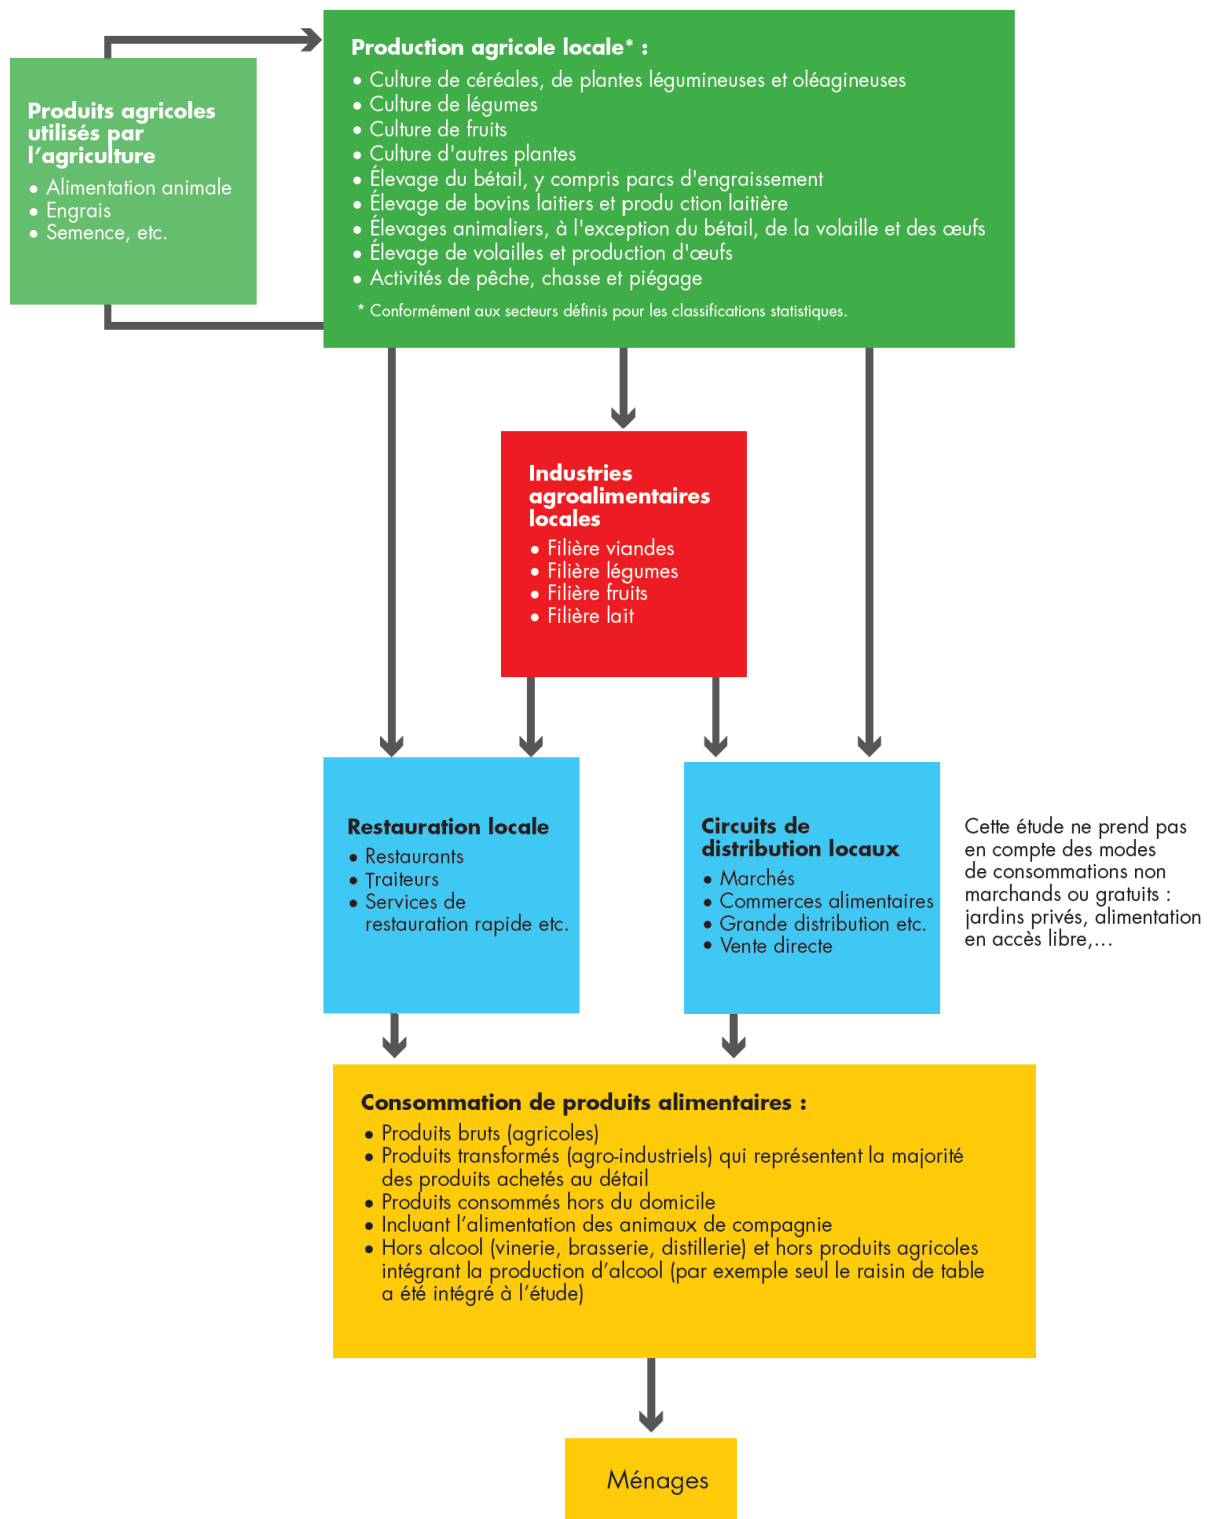 Production agricole locale* :
• Culture de céréales, de plantes légumineuses et oléagineuses
• Culture de légumes
• Culture de fruits
• Culture d'autres plantes
• Élevage du bétail, y compris parcs d'engraissement
• Élevage de bovins laitiers et produ ction laitière
• Élevages animaliers, à l'exception du bétail, de la volaille et des œufs
• Élevage de volailles et production d'œufs
• Activités de pêche, chasse et piégage
* Conformément aux secteurs définis pour les classifications statistiques.
Produits agricoles
utilisés par
l’agriculture
• Alimentation animale
• Engrais
• Semence, etc.
Industries
agroalimentaires
locales
• Filière viandes
• Filière légumes
• Filière fruits
• Filière lait
Restauration locale
• Restaurants
• Traiteurs
• Services de
restauration rapide etc.
Circuits de
distribution locaux
• Marchés
• Commerces alimentaires
• Grande distribution etc.
• Vente directe
Cette étude ne prend pas
en compte des modes
de consommations non
marchands ou gratuits :
jardins privés, alimentation
en accès libre,...
Consommation de produits alimentaires :
• Produits bruts (agricoles)
• Produits transformés (agro-industriels) qui représentent la majorité
des produits achetés au détail
• Produits consommés hors du domicile
• Incluant l’alimentation des animaux de compagnie
• Hors alcool (vinerie, brasserie, distillerie) et hors produits agricoles
intégrant la production d’alcool (par exemple seul le raisin de table
a été intégré à l’étude)
Ménages